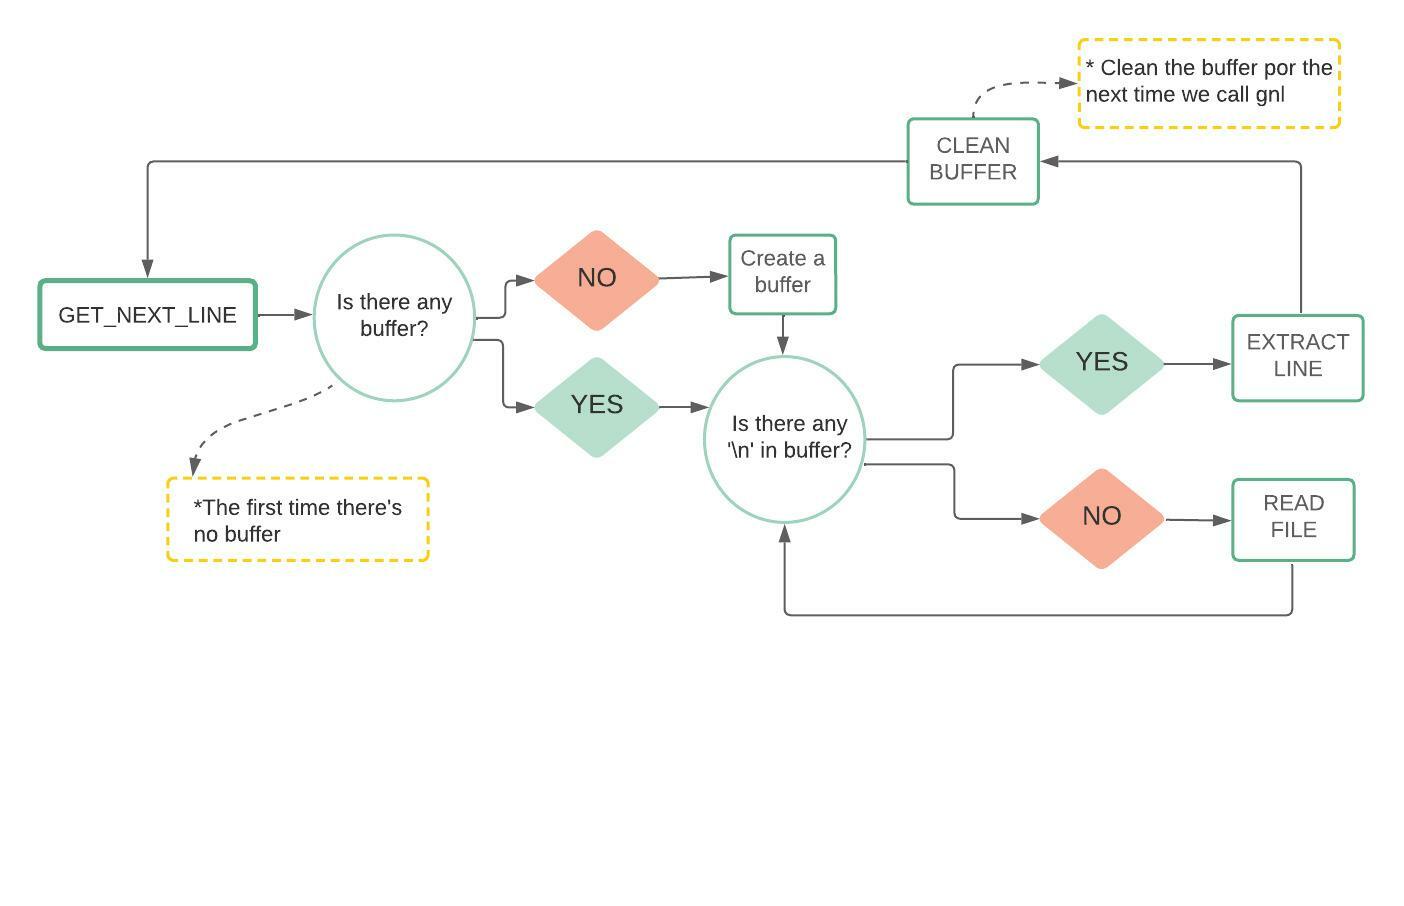 * Clean the buffer por the
next time we call gnl
CLEAN
BUFFER
GET_NEXT_LINE
Is there any
buffer?
NO
Create a
buffer
YES
Is there any
'\n' in buffer?
YES
EXTRACT
LINE
NO
READ
FILE
*The first time there's
no buffer